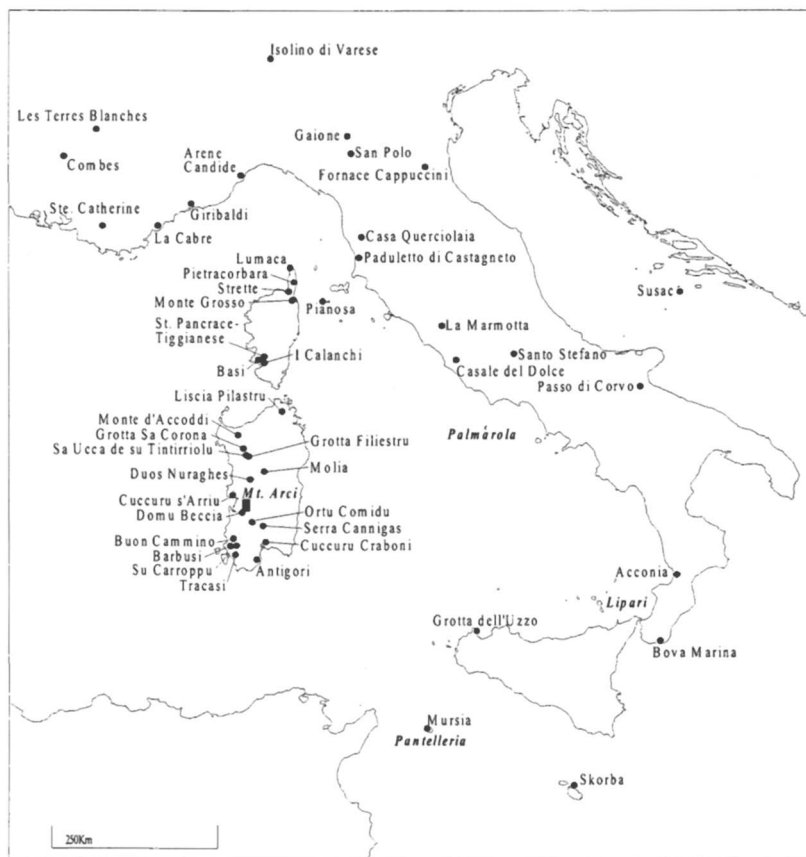 Isolino di Varese
Les Terres Blanches
Gaione
San Polo
Combes
Arene
Candide
Fornace Cappuccini
Ste. Catherine
Giribaldi
La Cabre
Casa Querciolaia
Paduletto di Castagneto
Lumaca
Pietracorbara
Strette
Monte Grosso
Pianosa
Susać
St. Pancrace-
Tiggianese
La Marmotta
I Calanchi
Basi
Santo Stefano
Casale del Dolce
Passo di Corvo
Liscia Pilastru
Monte d'Accoddi
Grotta Sa Corona
Sa Ucca de su Tintirriolu
Grotta Filiestru
Palmarola
Duos Nuraghes
Molia
Cuccuru s'Arriu
Mt. Arci
Domu Beccia
Ortu Comidu
Serra Cannigas
Buon Cammino
Barbusi
Cuccuru Craboni
Su Carroppu
Tracasi
Antigori
Acconia
Lipari
Grotta dell'Uzzo
Bova Marina
Mursia
Pantelleria
Skorba
250Km